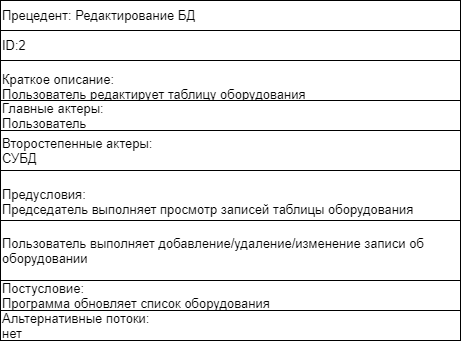 Прецедент: Редактирование БД
ID:2
Краткое описание:
Пользователь редактирует таблицу оборудования
Главные актеры:
Пользователь
Второстепенные актеры:
СУБД
Предусловия:
Председатель выполняет просмотр записей таблицы оборудования
Пользователь выполняет добавление/удаление/изменение записи об
оборудовании
Постусловие:
Программа обновляет список оборудования
Альтернативные потоки:
нет